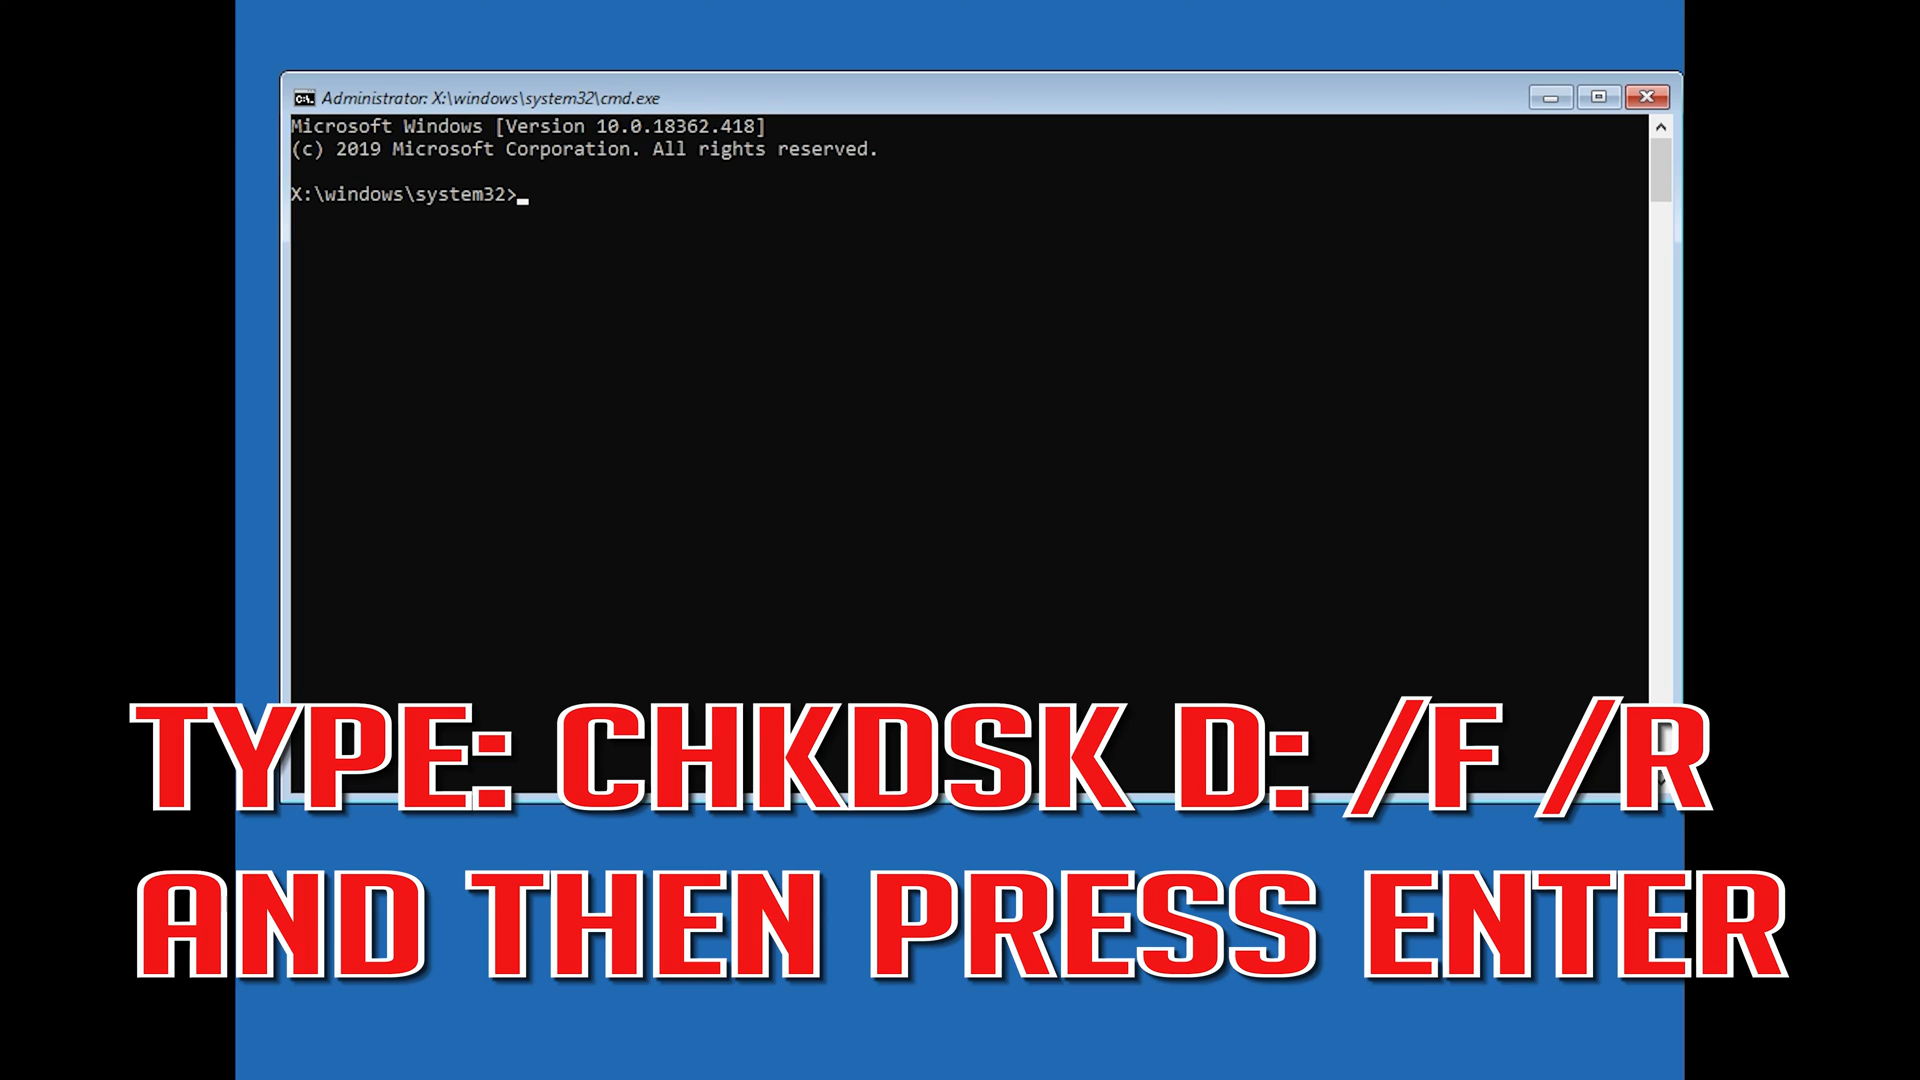 Administrator: X:\windows\system32\cmd.exe
Microsoft Windows [Version 10.0.18362.418]
(c) 2019 Microsoft Corporation. All rights reserved.
X:\windows\system32>
TYPE: CHKDSK D: /F /R
AND THEN PRESS ENTER